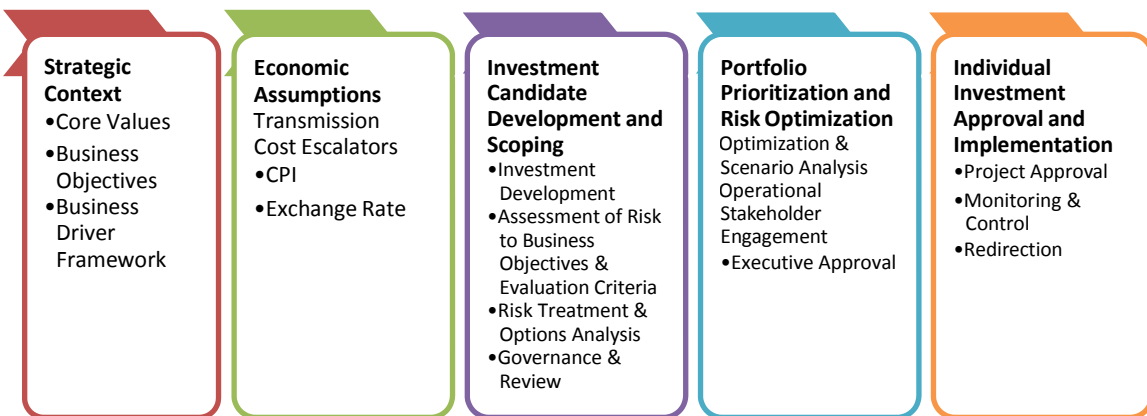 Strategic
Context
•Core Values
•Business
Objectives
•Business
Driver
Framework
Economic
Assumptions
Transmission
Cost Escalators
•CPI
•Exchange Rate
Investment
Candidate
Development and
Scoping
•Investment
Development
•Assessment of Risk
to Business
Objectives &
Evaluation Criteria
•Risk Treatment &
Options Analysis
•Governance &
Review
Portfolio
Prioritization and
Risk Optimization
Optimization &
Scenario Analysis
Operational
Stakeholder
Engagement
•Executive Approval
Individual
Investment
Approval and
Implementation
•Project Approval
•Monitoring &
Control
•Redirection